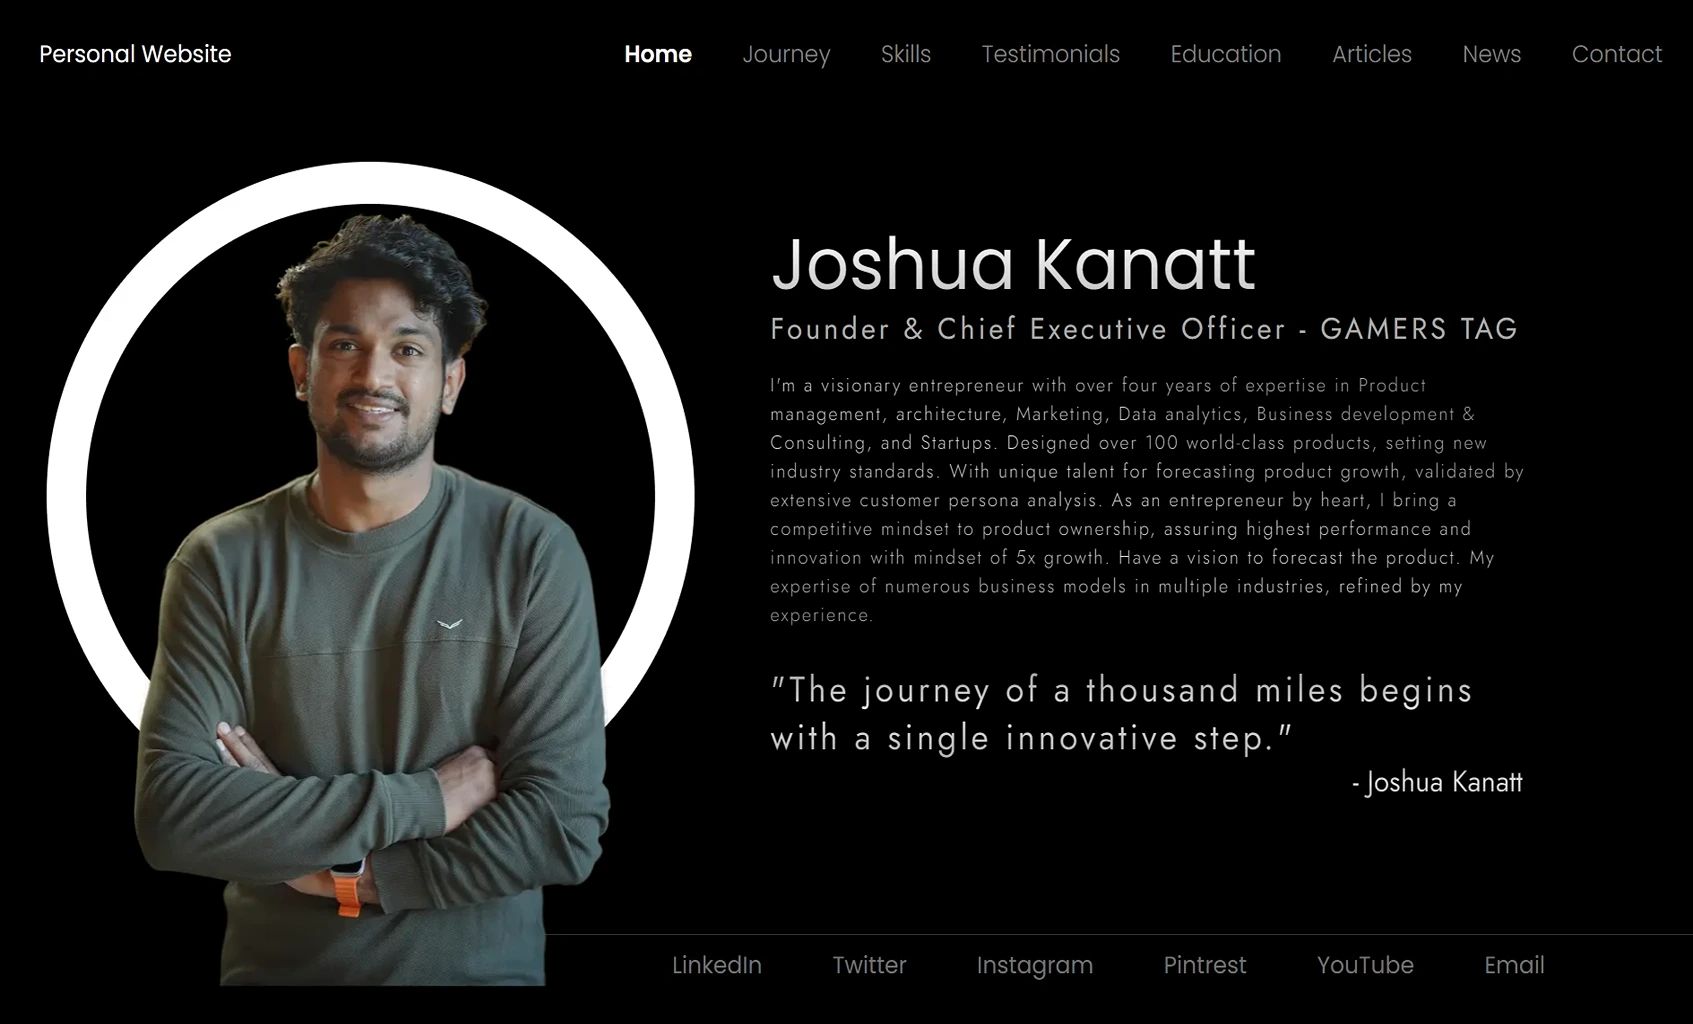 Personal Website
Home Journey Skills Testimonials Education Articles News Contact
Joshua Kanatt
Founder & Chief Executive Officer - GAMERS TAG
I'm a visionary entrepreneur with over four years of expertise in Product
management, architecture, Marketing, Data analytics, Business development &
Consulting, and Startups. Designed over 100 world-class products, setting new
industry standards. With unique talent for forecasting product growth, validated by
extensive customer persona analysis. As an entrepreneur by heart, I bring a
competitive mindset to product ownership, assuring highest performance and
innovation with mindset of 5x growth. Have a vision to forecast the product. My
expertise of numerous business models in multiple industries, refined by my
experience.
"The journey of a thousand miles begins
with a single innovative step."
- Joshua Kanatt
LinkedIn Twitter Instagram Pintrest YouTube Email